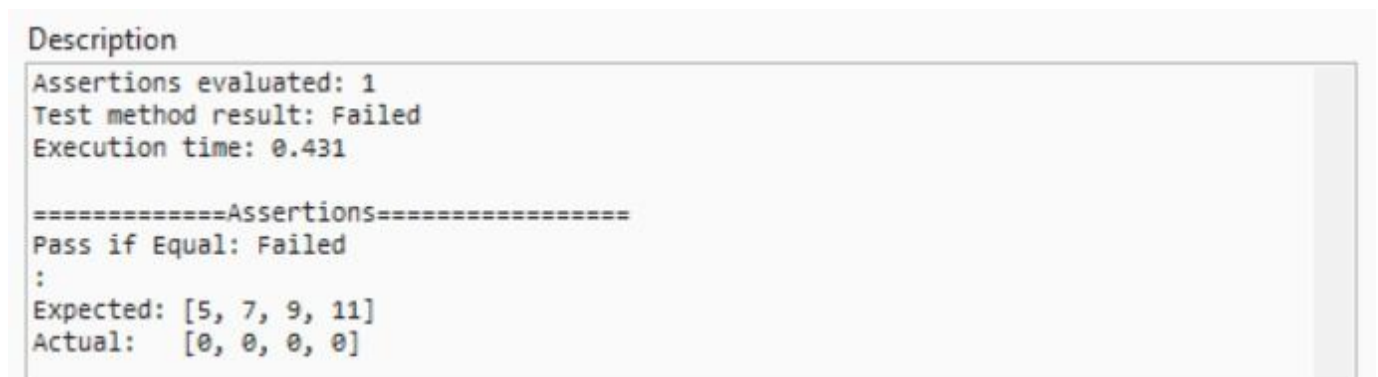 Description
Assertions evaluated: 1
Test method result: Failed
Execution time: 0.431
=============Assertions=================
Pass if Equal: Failed
:
Expected: [5, 7, 9, 11]
Actual:   [0, 0, 0, 0]